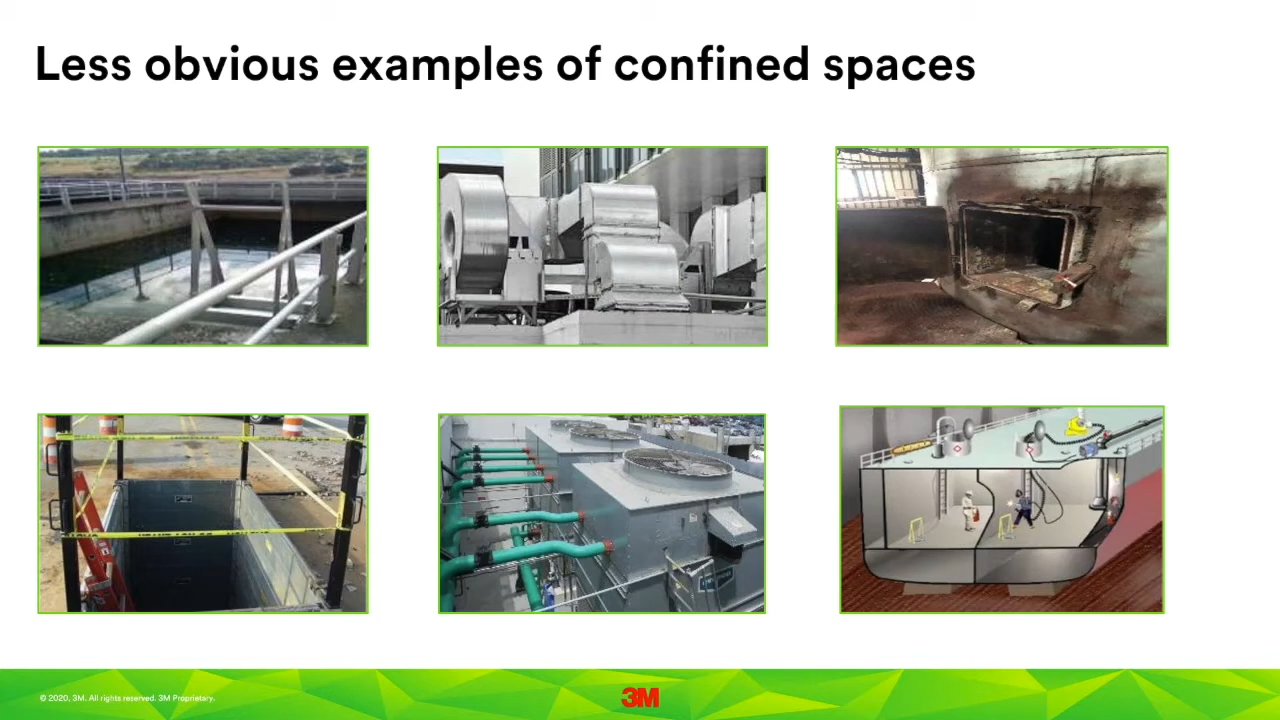 Less obvious examples of confined spaces
© 2020, 3M. All rights reserved. 3M Proprietary.
3M